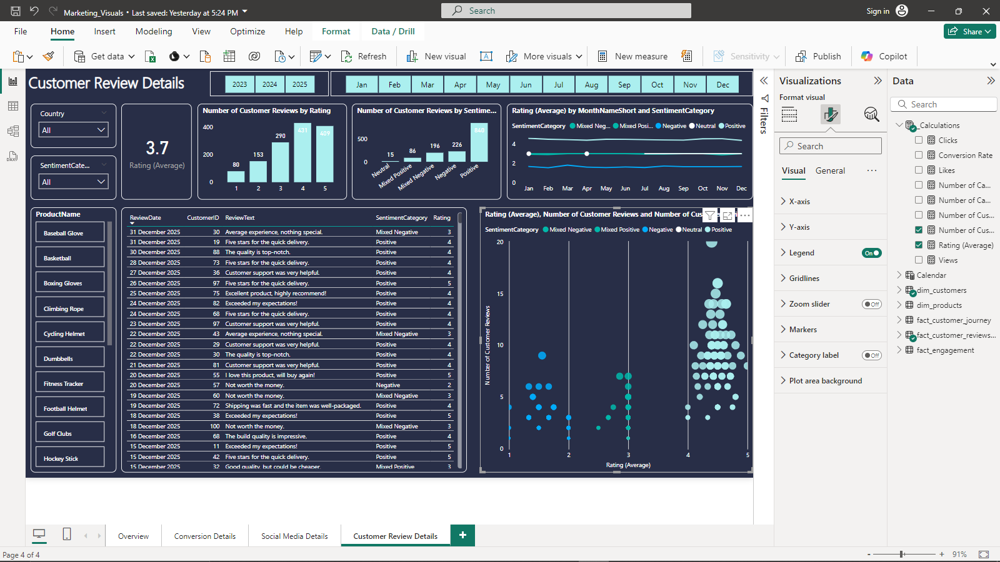 Marketing_Visuals • Last saved: Yesterday at 5:24 PM
Search
Sign in
File
Home
Insert
Modeling
View
Optimize
Help
Format
Data / Drill
Share
Get data
Refresh
New visual
More visuals
New measure
Sensitivity
Publish
Copilot
Customer Review Details
2023
2024
2025
Jan
Feb
Mar
Apr
May
Jun
Jul
Aug
Sep
Oct
Nov
Dec
Country
All
SentimentCate...
All
3.7
Rating (Average)
Number of Customer Reviews by Rating
400
200
0
80
153
290
431
409
1
2
3
4
5
Number of Customer Reviews by Sentime...
500
0
15
86
196
226
840
Neutral
Mixed Positive
Mixed Negative
Negative
Positive
Rating (Average) by MonthNameShort and SentimentCategory
SentimentCategory
Mixed Neg...
Mixed Posi...
Negative
Neutral
Positive
4
2
0
Jan
Feb
Mar
Apr
May
Jun
Jul
Aug
Sep
Oct
Nov
Dec
ProductName
Baseball Glove
Basketball
Boxing Gloves
Climbing Rope
Cycling Helmet
Dumbbells
Fitness Tracker
Football Helmet
Golf Clubs
Hockey Stick
ReviewDate CustomerID ReviewText SentimentCategory Rating
31 December 2025 30 Average experience, nothing special. Mixed Negative 3
31 December 2025 19 Five stars for the quick delivery. Positive 4
30 December 2025 88 The quality is top-notch. Positive 4
28 December 2025 73 Five stars for the quick delivery. Positive 4
27 December 2025 36 Customer support was very helpful. Positive 4
26 December 2025 97 Five stars for the quick delivery. Positive 5
25 December 2025 75 Excellent product, highly recommend! Positive 4
24 December 2025 82 Exceeded my expectations! Positive 4
24 December 2025 68 Five stars for the quick delivery. Positive 4
23 December 2025 97 Customer support was very helpful. Positive 4
22 December 2025 43 Average experience, nothing special. Mixed Negative 3
22 December 2025 29 Customer support was very helpful. Positive 4
22 December 2025 30 The quality is top-notch. Positive 4
21 December 2025 81 Customer support was very helpful. Positive 4
20 December 2025 55 I love this product, will buy again! Positive 5
20 December 2025 57 Not worth the money. Negative 2
19 December 2025 60 Not worth the money. Mixed Negative 3
19 December 2025 72 Shipping was fast and the item was well-packaged. Positive 4
18 December 2025 38 Exceeded my expectations! Positive 5
18 December 2025 100 Not worth the money. Mixed Negative 3
16 December 2025 68 The build quality is impressive. Positive 4
15 December 2025 11 Exceeded my expectations! Positive 5
15 December 2025 42 Five stars for the quick delivery. Positive 5
15 December 2025 32 Good quality, but could be cheaper. Mixed Positive 3
Rating (Average), Number of Customer Reviews and Number of Cus
SentimentCategory
Mixed Negative
Mixed Positive
Negative
Neutral
Positive
Number of Customer Reviews
20
15
10
5
0
1
2
3
4
5
Rating (Average)
Filters
Visualizations
Format visual
Search
Visual
General
X-axis
Y-axis
Legend
On
Gridlines
Zoom slider
Off
Markers
Category label
Off
Plot area background
Data
Search
_Calculations
Clicks
Conversion Rate
Likes
Number of Ca...
Number of Ca...
Number of Cus...
Number of Cus...
Rating (Average)
Views
Calendar
dim_customers
dim_products
fact_customer_journey
fact_customer_reviews...
fact_engagement
Overview
Conversion Details
Social Media Details
Customer Review Details
+
Page 4 of 4
- + 91%